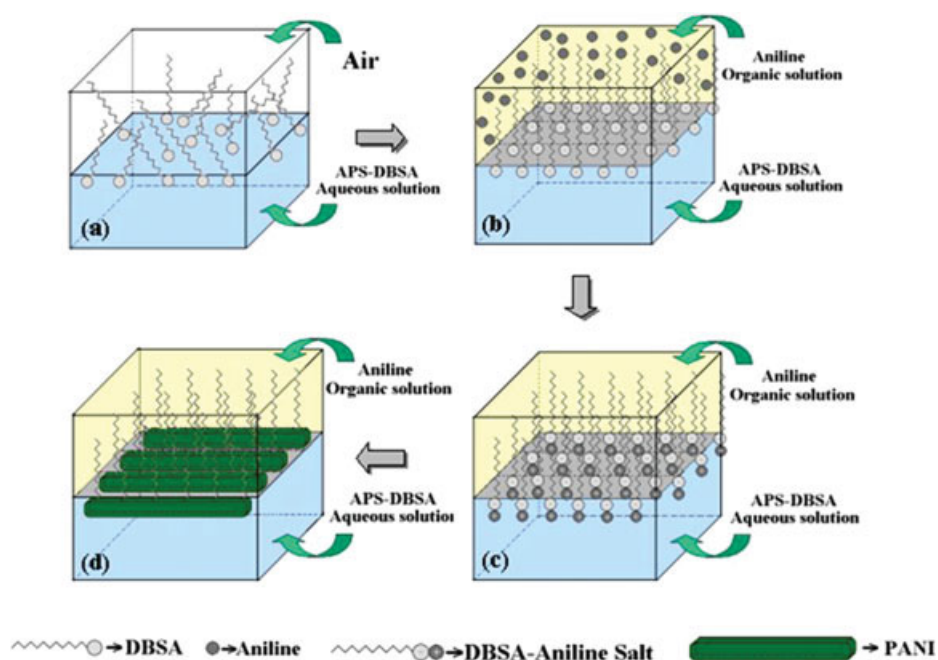 Air
APS-DBSA
Aqueous solution
(a)
Aniline
Organic solution
APS-DBSA
Aqueous solution
(b)
Aniline
Organic solution
APS-DBSA
Aqueous solution
(d)
Aniline
Organic solution
APS-DBSA
Aqueous solution
(c)
DBSA
Aniline
DBSA-Aniline Salt
PANI